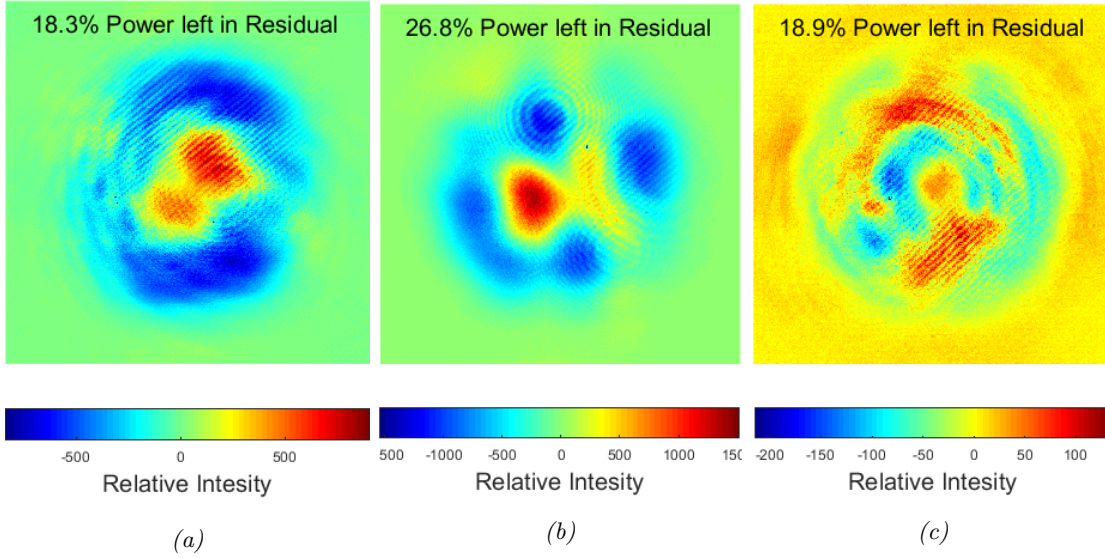 18.3% Power left in Residual
26.8% Power left in Residual
18.9% Power left in Residual
-500 0 500
500 -1000 -500 0 500 1000 150
-200 -150 -100 -50 0 50 100
Relative Intesity
Relative Intesity
Relative Intesity
(a)
(b)
(c)